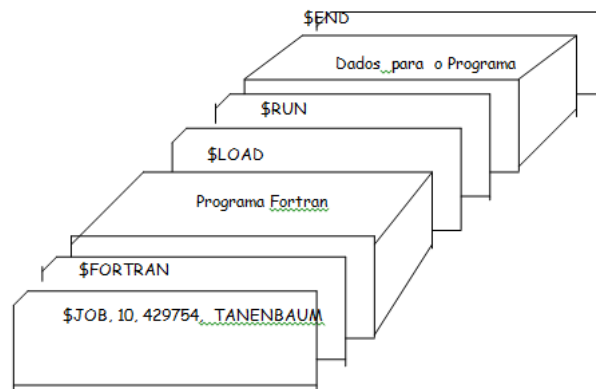 $END
Dados para o Programa
$RUN
$LOAD
Programa Fortran
$FORTRAN
$JOB, 10, 429754, TANENBAUM